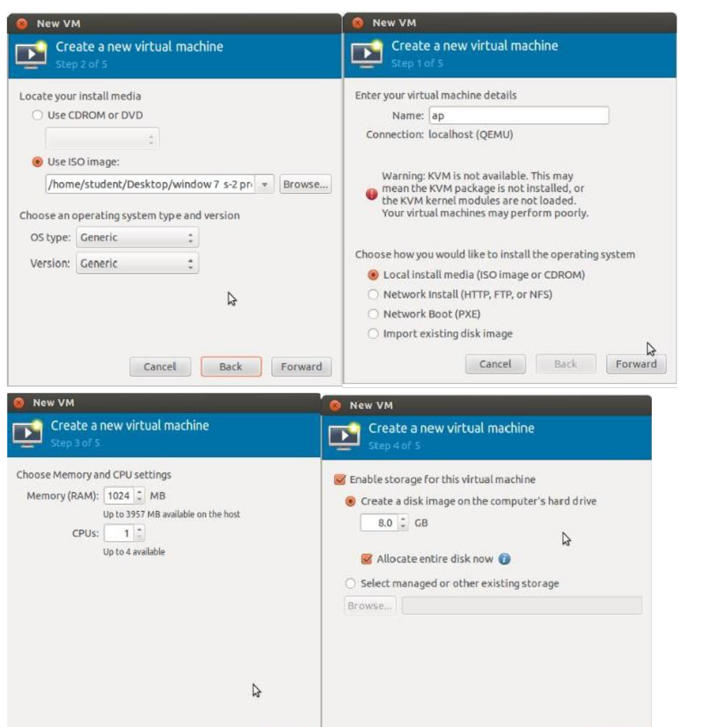 New VM
Create a new virtual machine
Step 2 of 5
Locate your install media
Use CDROM or DVD
Use ISO image:
/home/student/Desktop/window 7 s-2 pr
Browse...
Choose an operating system type and version
OS type: Generic
Version: Generic
Cancel Back Forward
New VM
Create a new virtual machine
Step 1 of 5
Enter your virtual machine details
Name: ap
Connection: localhost (QEMU)
Warning: KVM is not available. This may
mean the KVM package is not installed, or
the KVM kernel modules are not loaded.
Your virtual machines may perform poorly.
Choose how you would like to install the operating system
Local install media (ISO image or CDROM)
Network Install (HTTP, FTP, or NFS)
Network Boot (PXE)
Import existing disk image
Cancel Back Forward
New VM
Create a new virtual machine
Step 3 of 5
Choose Memory and CPU settings
Memory (RAM): 1024 MB
Up to 3957 MB available on the host
CPUs: 1
Up to 4 available
New VM
Create a new virtual machine
Step 4 of 5
Enable storage for this virtual machine
Create a disk image on the computer's hard drive
8.0 GB
Allocate entire disk now
Select managed or other existing storage
Browse...